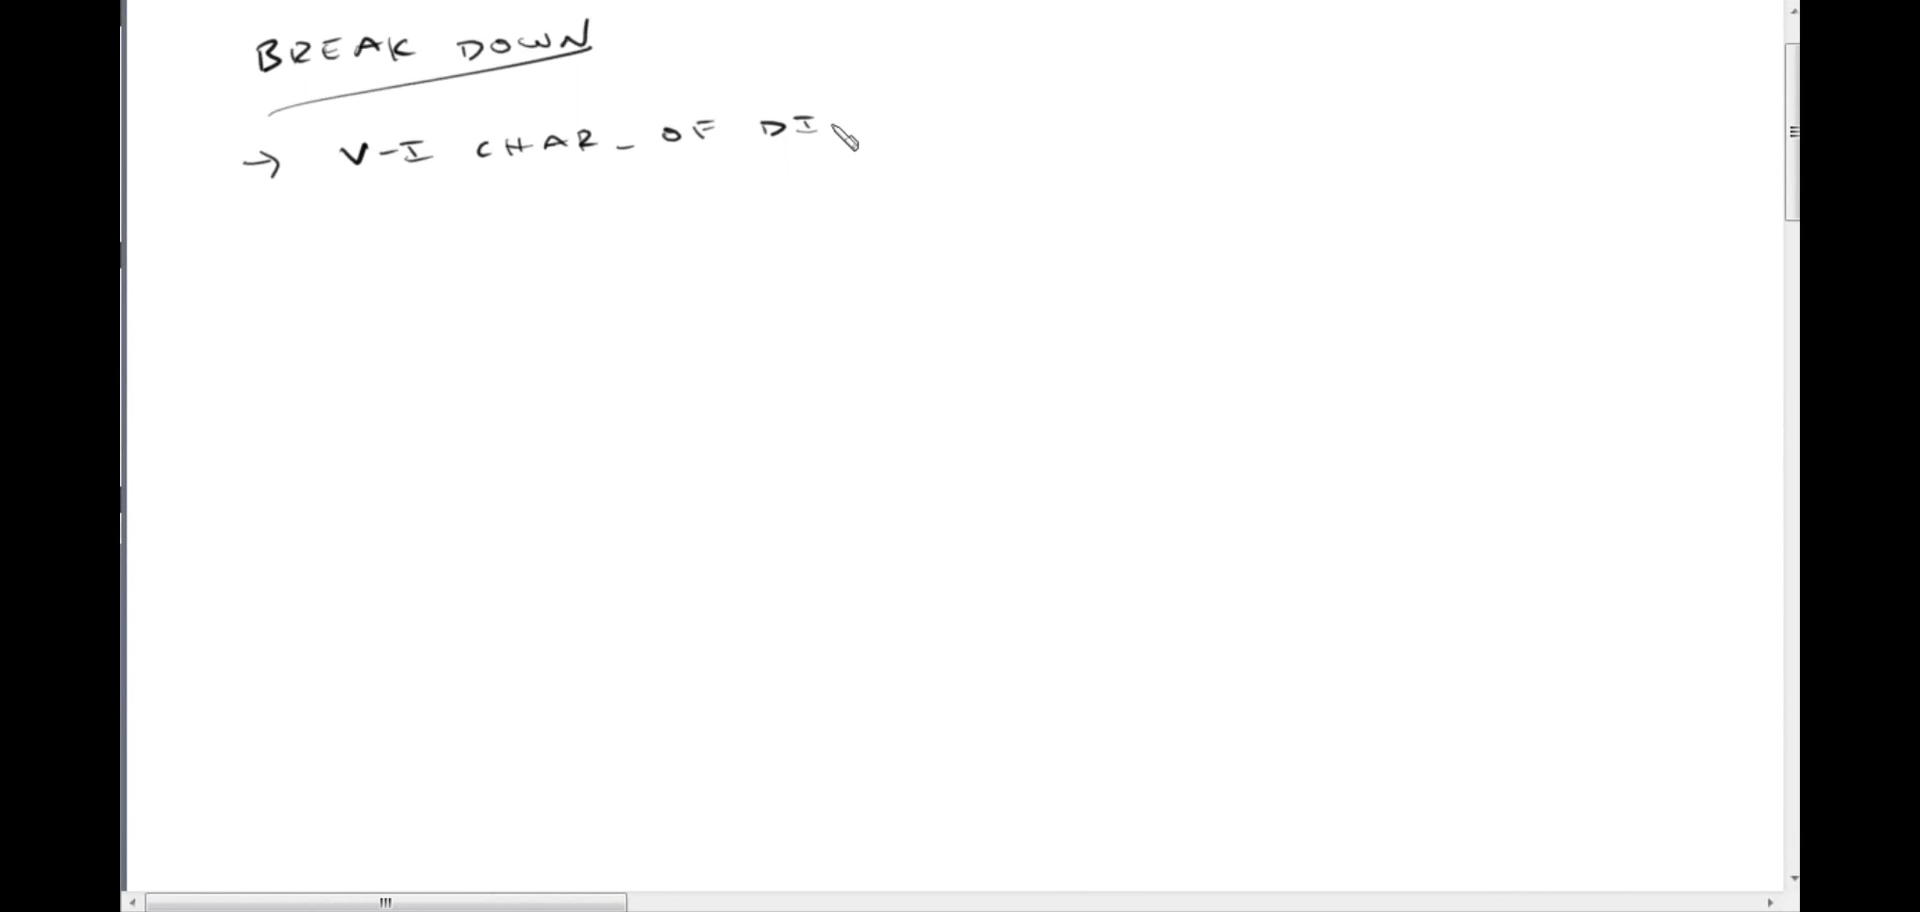 BREAK DOWN
→ V-I CHAR_ OF DI